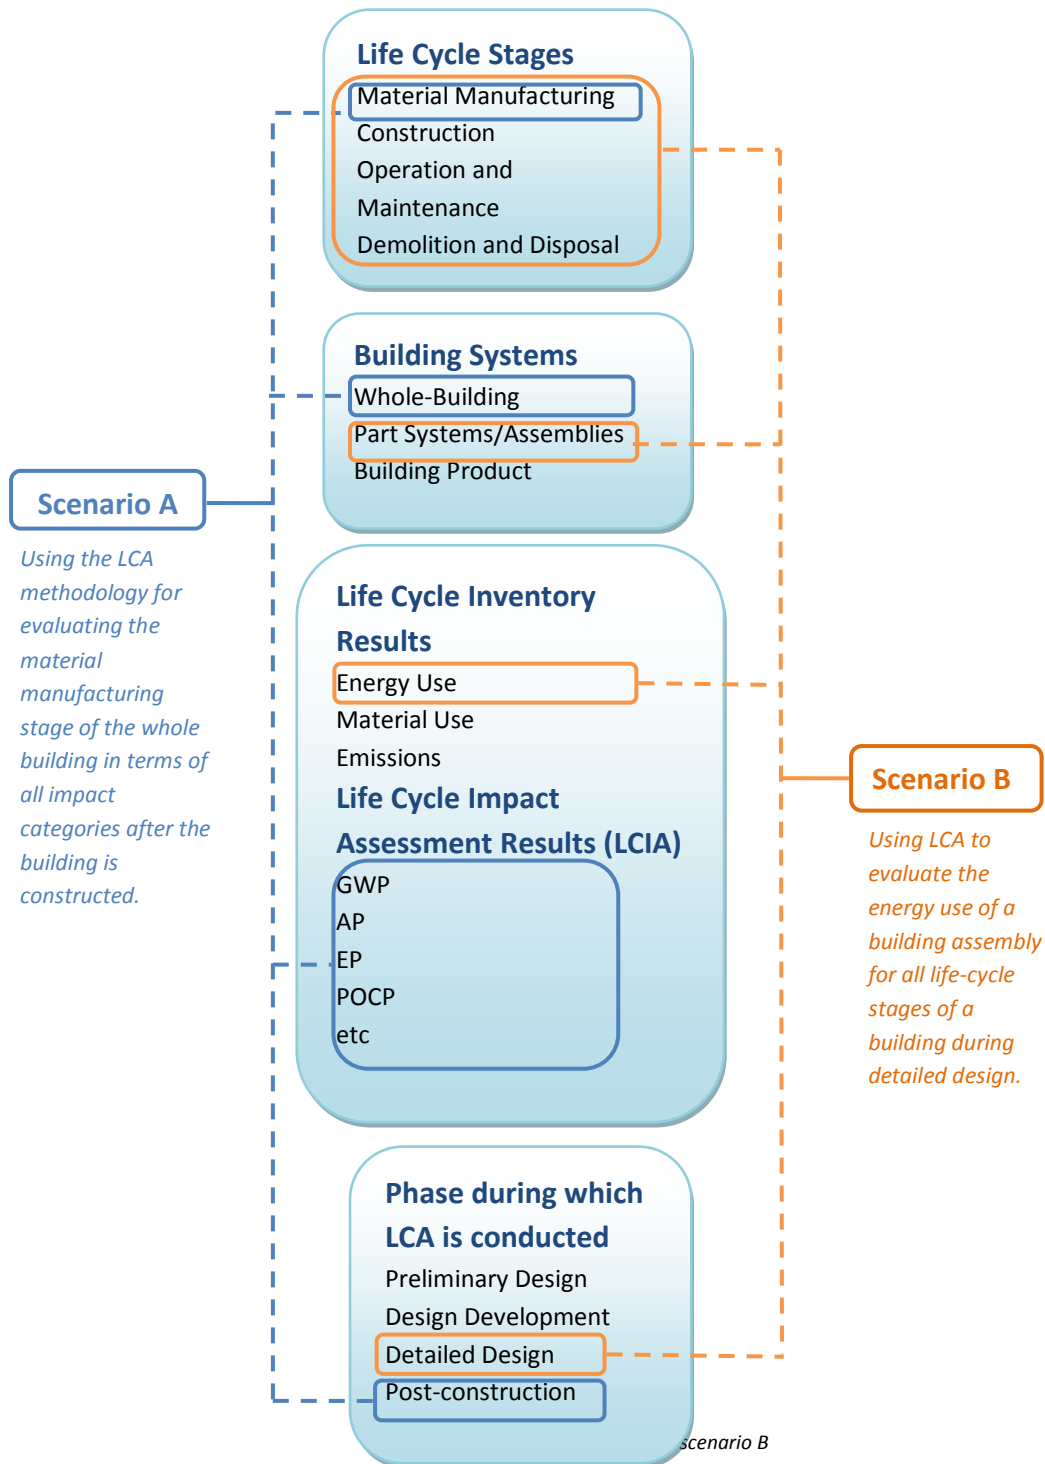 Life Cycle Stages
Material Manufacturing
Construction
Operation and
Maintenance
Demolition and Disposal
Building Systems
Whole-Building
Part Systems/Assemblies
Building Product
Scenario A
Using the LCA
methodology for
evaluating the
material
manufacturing
stage of the whole
building in terms of
all impact
categories after the
building is
constructed.
Life Cycle Inventory
Results
Energy Use
Material Use
Emissions
Life Cycle Impact
Assessment Results (LCIA)
GWP
AP
EP
POCP
etc
Scenario B
Using LCA to
evaluate the
energy use of a
building assembly
for all life-cycle
stages of a
building during
detailed design.
Phase during which
LCA is conducted
Preliminary Design
Design Development
Detailed Design
Post-construction
scenario B